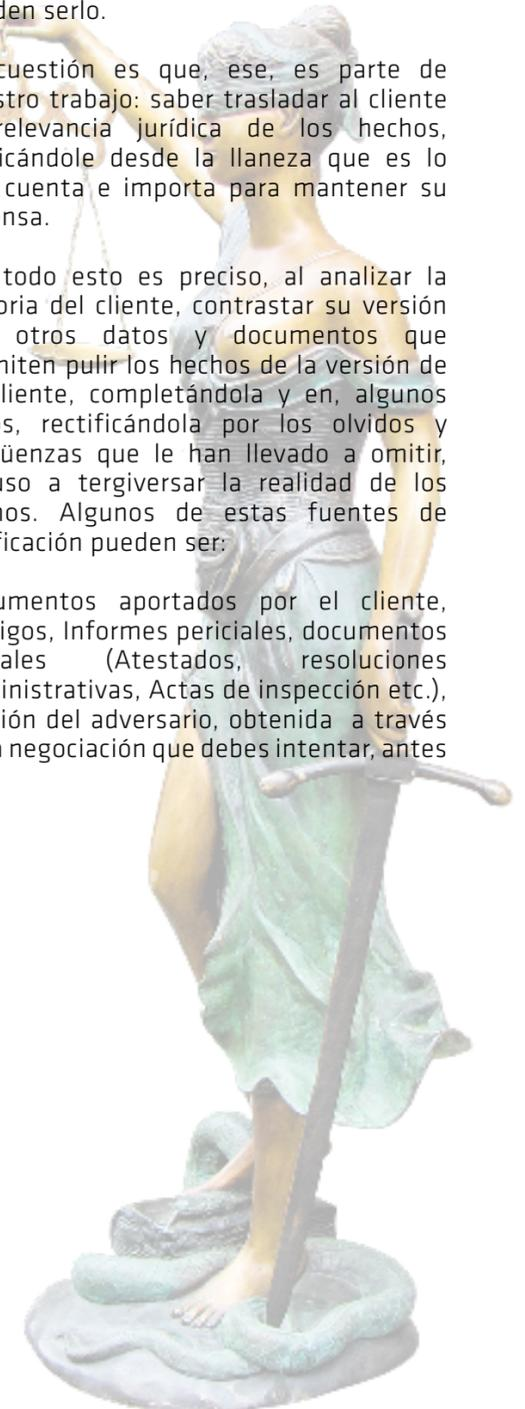 den serlo.
cuestión es que, ese, es parte de
stro trabajo: saber trasladar al cliente
relevancia jurídica de los hechos,
icándole desde la llaneza que es lo
cuenta e importa para mantener su
nsa.
todo esto es preciso, al analizar la
oria del cliente, contrastar su versión
otros datos y documentos que
miten pulir los hechos de la versión de
liente, completándola y en, algunos
s, rectificándola por los olvidos y
üenzas que le han llevado a omitir,
uso a tergiversar la realidad de los
hos. Algunos de estas fuentes de
ficación pueden ser:
umentos aportados por el cliente,
igos, Informes periciales, documentos
ales (Atestados, resoluciones
inistrativas, Actas de inspección etc.),
ión del adversario, obtenida a través
a negociación que debes intentar, antes